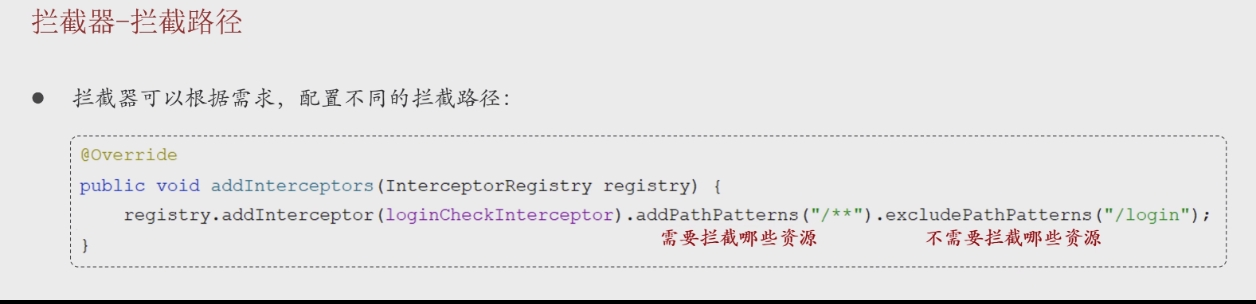 拦截器-拦截路径
● 拦截器可以根据需求，配置不同的拦截路径：
@Override
public void addInterceptors(InterceptorRegistry registry) {
registry.addInterceptor(loginCheckInterceptor).addPathPatterns("/**").excludePathPatterns("/login");
需要拦截哪些资源 不需要拦截哪些资源
}